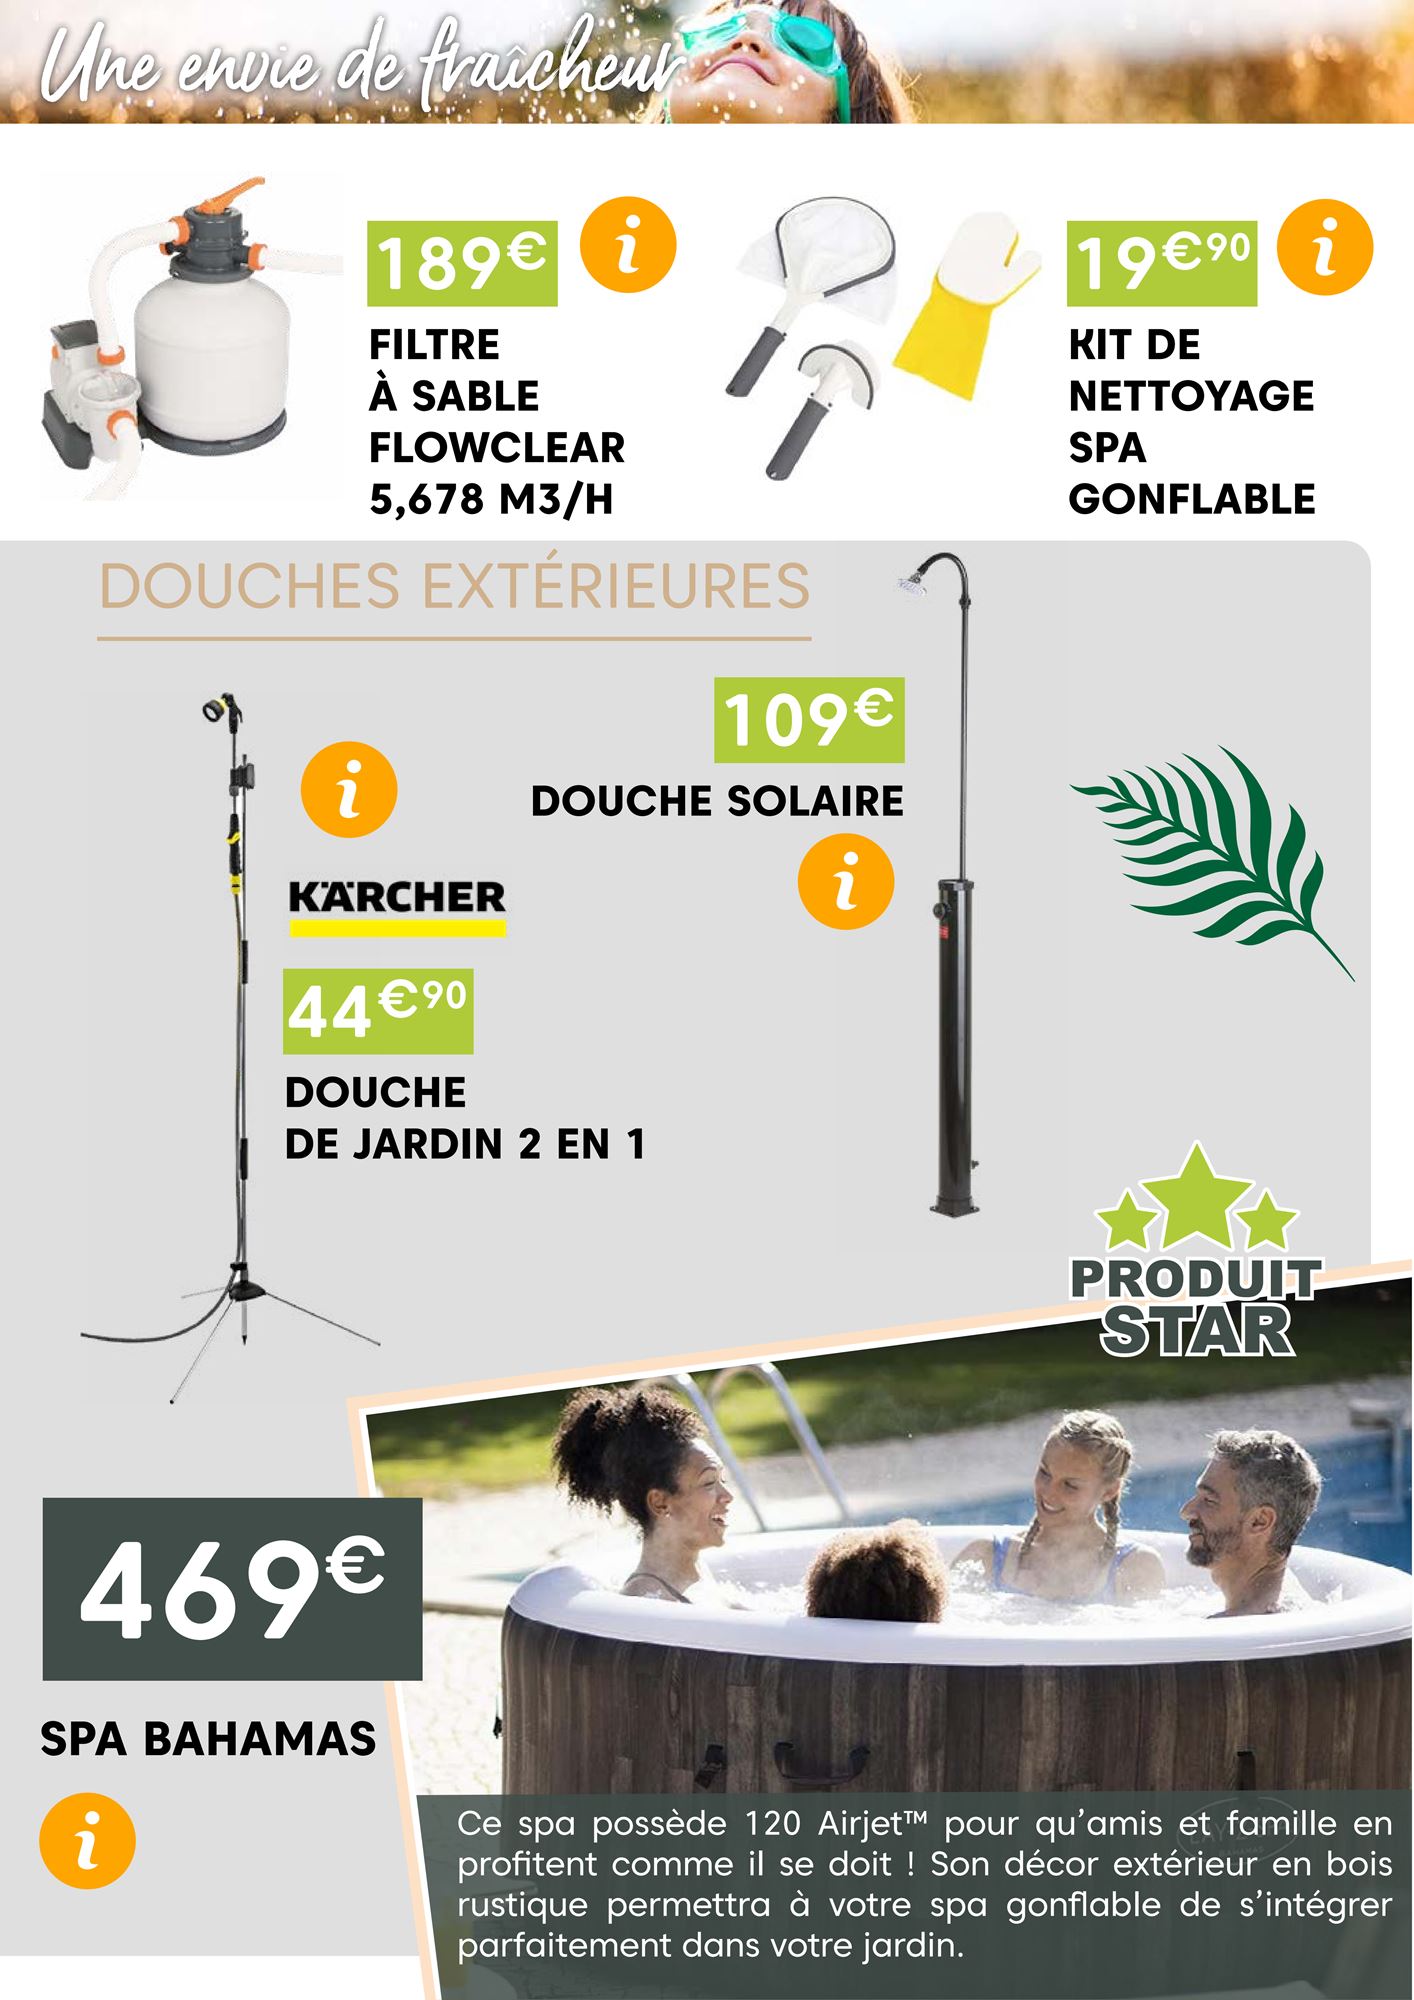 Une envie de fraîcheur
189€
i
FILTRE
À SABLE
FLOWCLEAR
5,678 M3/H
19€90
i
KIT DE
NETTOYAGE
SPA
GONFLABLE
DOUCHES EXTÉRIEURES
109€
DOUCHE SOLAIRE
i
i
KÄRCHER
44€90
DOUCHE
DE JARDIN 2 EN 1
PRODUIT
STAR
469€
SPA BAHAMAS
i
Ce spa possède 120 Airjet™ pour qu’amis et famille en
profitent comme il se doit ! Son décor extérieur en bois
rustique permettra à votre spa gonflable de s’intégrer
parfaitement dans votre jardin.